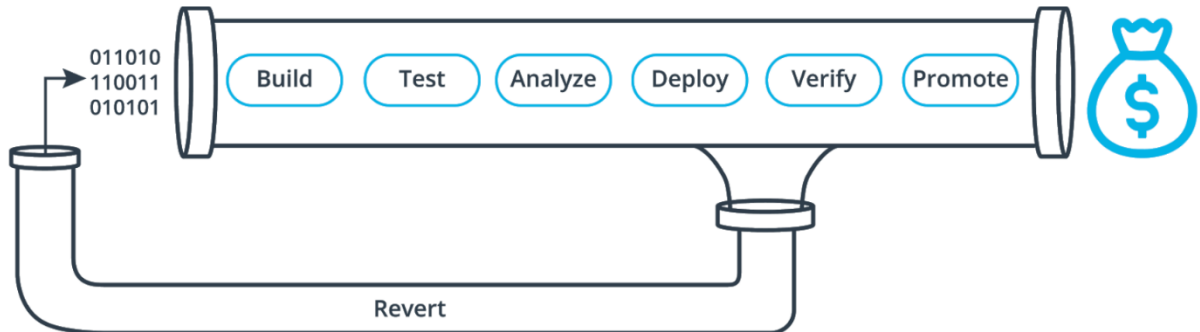 011010
110011
010101
Build Test Analyze Deploy Verify Promote
$
Revert